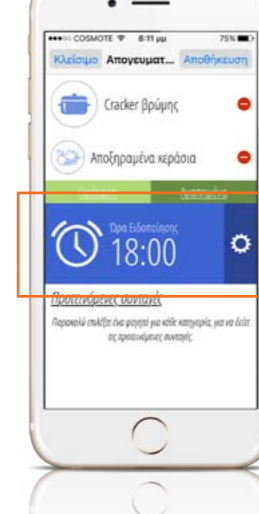 COSMOTE 8:11 μμ 75%
Κλείσιμο Απογευματ... Αποθήκευση
Cracker βρώμης
Αποξηραμένα κεράσια
Ώρα Ειδοποίησης
18:00
Προτεινόμενες συνταγές
Παρακαλώ επιλέξτε ένα φαγητό για κάθε κατηγορία, για να δείτε
τις προτεινόμενες συνταγές.